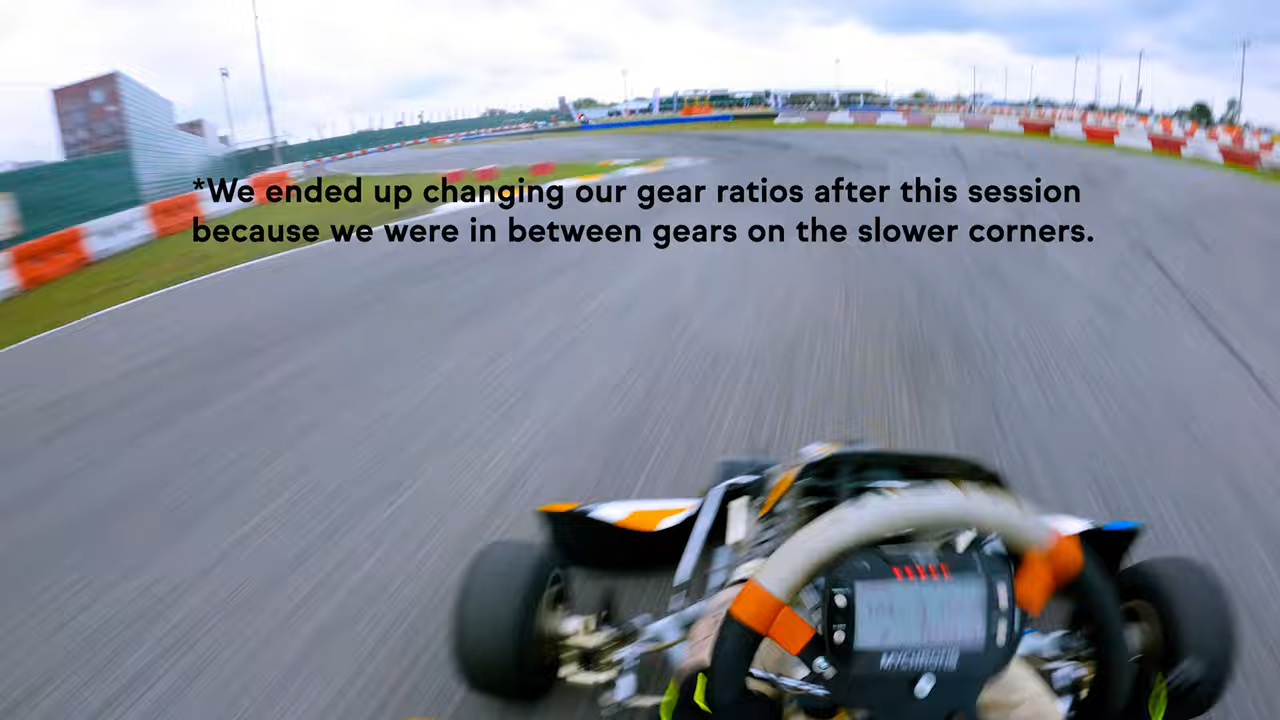 *We ended up changing our gear ratios after this session
because we were in between gears on the slower corners.
MYCHRON5